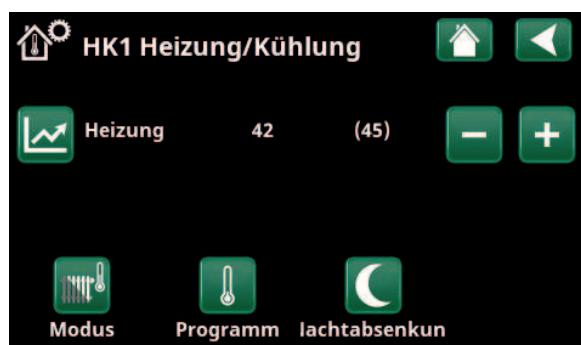 HK1 Heizung/Kühlung
Heizung 42 (45)
Modus Programm lachtabsenkun